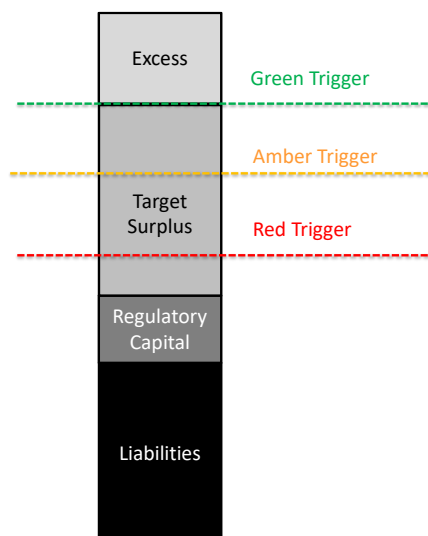 Excess
Green Trigger
Amber Trigger
Target
Surplus
Red Trigger
Regulatory
Capital
Liabilities